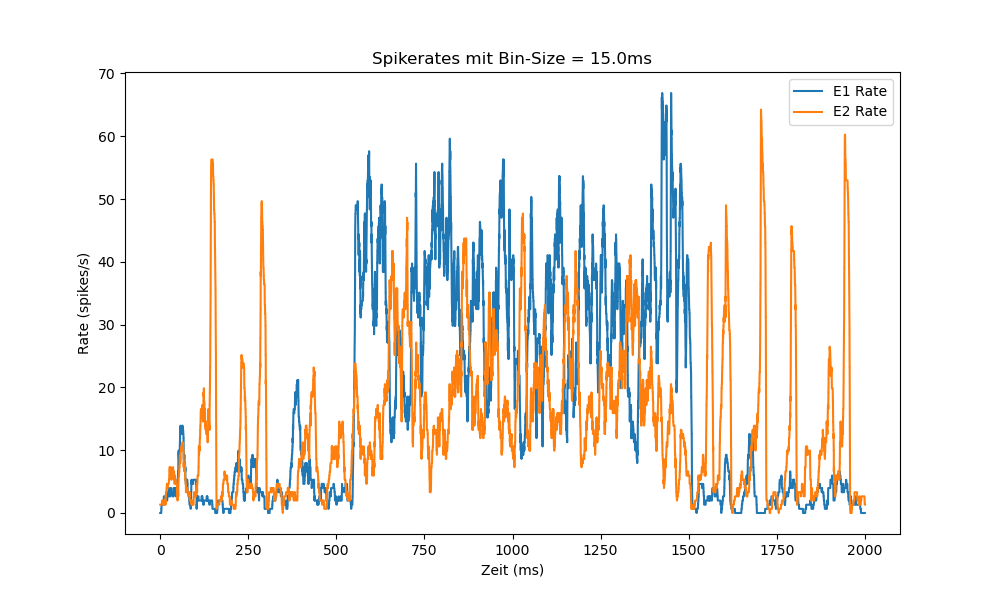 Spikerates mit Bin-Size = 15.0ms
E1 Rate
E2 Rate
Rate (spikes/s)
70
60
50
40
30
20
10
0
0 250 500 750 1000 1250 1500 1750 2000
Zeit (ms)